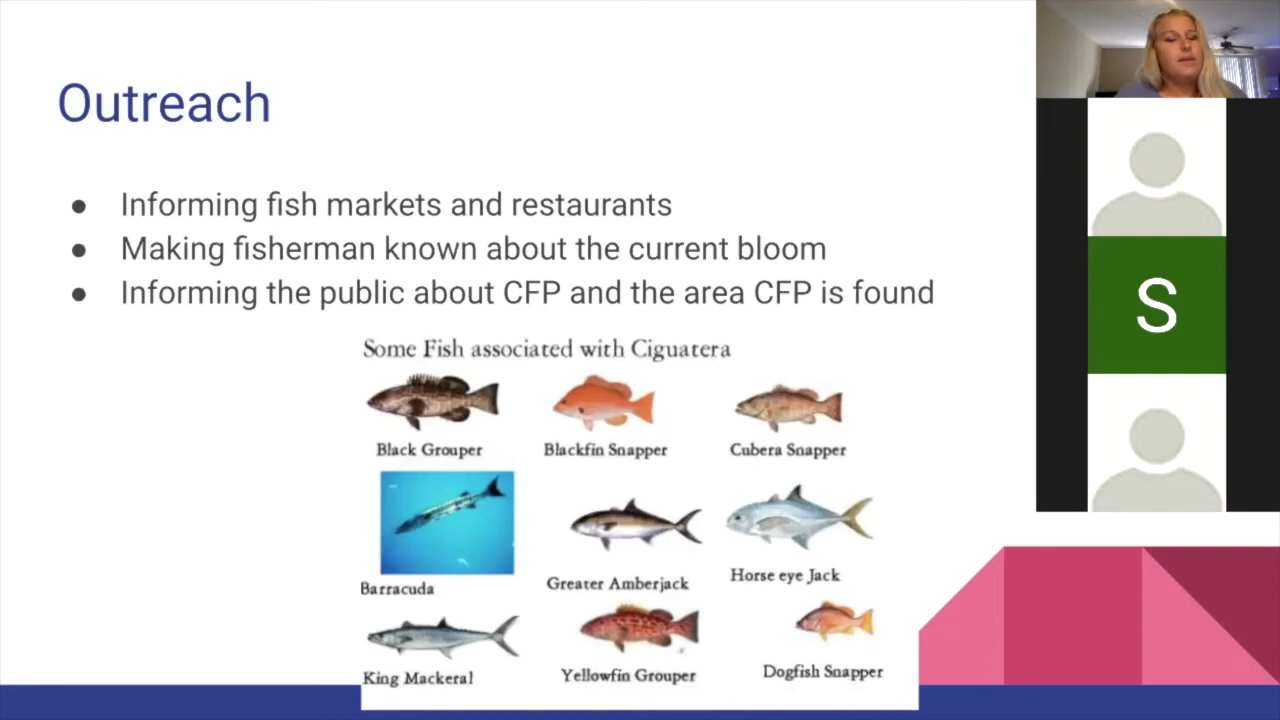 Outreach
● Informing fish markets and restaurants
● Making fisherman known about the current bloom
● Informing the public about CFP and the area CFP is found
Some Fish associated with Ciguatera
Black Grouper
Blackfin Snapper
Cubera Snapper
Barracuda
Greater Amberjack
Horse eye Jack
King Mackeral
Yellowfin Grouper
Dogfish Snapper
S